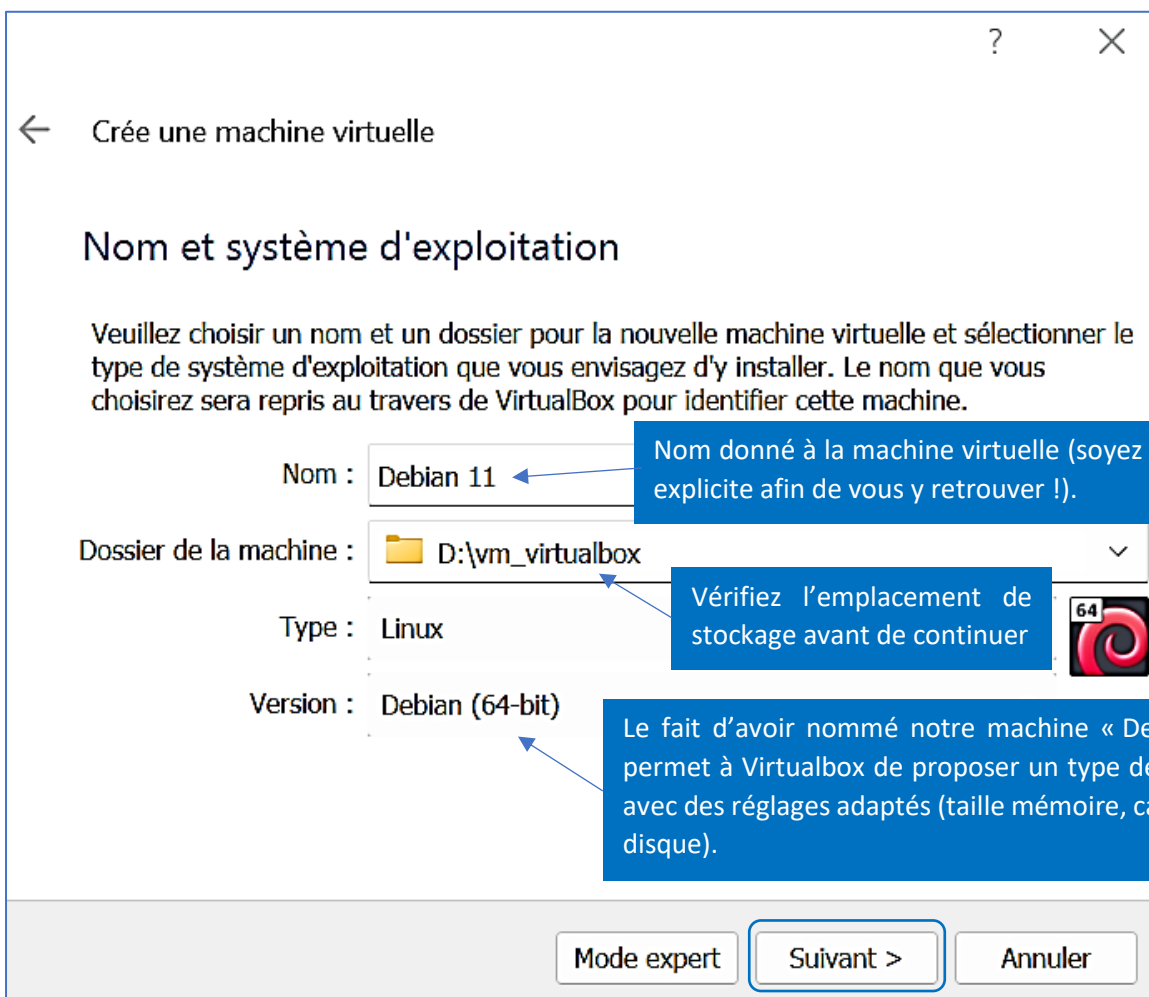 ?
Crée une machine virtuelle
Nom et système d'exploitation
Veuillez choisir un nom et un dossier pour la nouvelle machine virtuelle et sélectionner le
type de système d'exploitation que vous envisagez d'y installer. Le nom que vous
choisirez sera repris au travers de VirtualBox pour identifier cette machine.
Nom : Debian 11
Nom donné à la machine virtuelle (soyez
explicite afin de vous y retrouver !).
Dossier de la machine : D:\vm_virtualbox
Vérifiez l’emplacement de
stockage avant de continuer
Type : Linux
64
Version : Debian (64-bit)
Le fait d’avoir nommé notre machine «
permet à Virtualbox de proposer un type
avec des réglages adaptés (taille mémoire,
disque).
Mode expert
Suivant >
Annuler